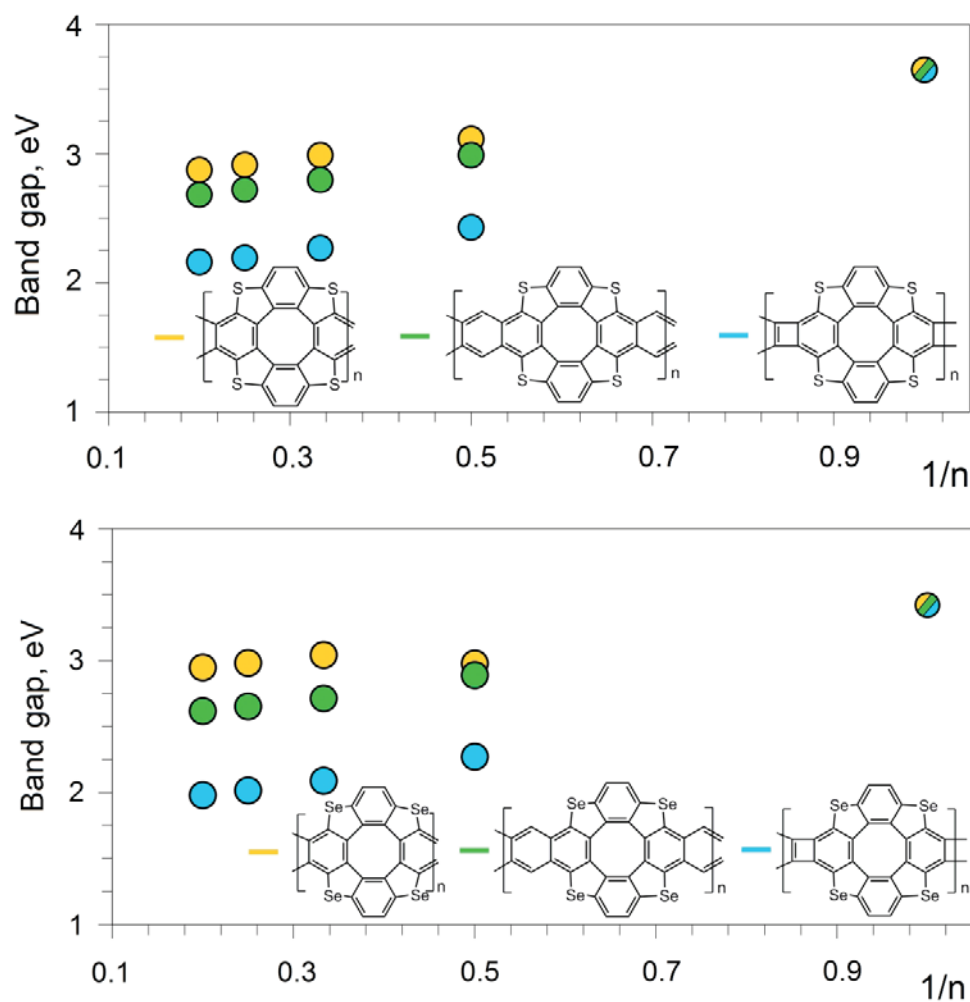 Band gap, eV
4
3
2
1
S S
S S
n
S S
S S
n
S S
S S
n
0.1 0.3 0.5 0.7 0.9
1/n
Band gap, eV
4
3
2
1
Se Se
Se Se
n
Se Se
Se Se
n
Se Se
Se Se
n
0.1 0.3 0.5 0.7 0.9
1/n